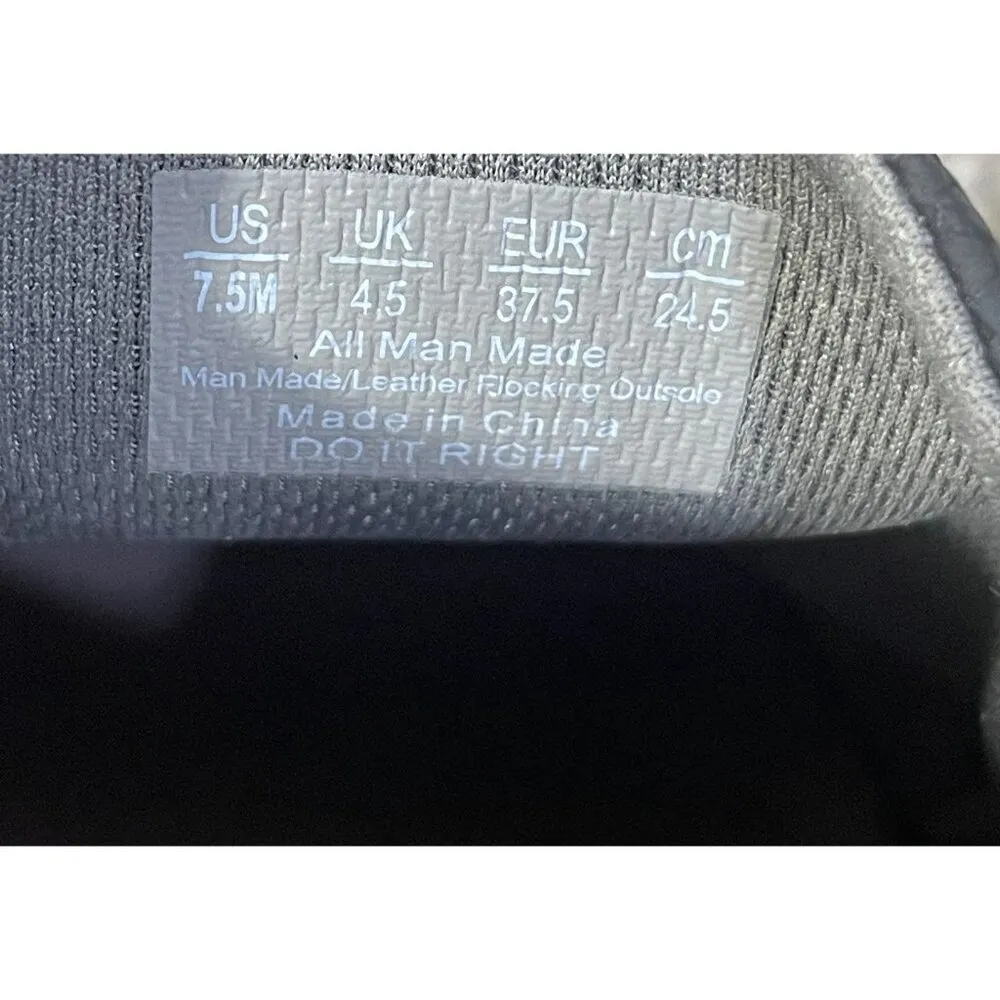 US UK EUR cm
7.5M 4.5 37.5 24.5
All Man Made
Man Made/Leather Flocking Outsole
Made in China
DO IT RIGHT